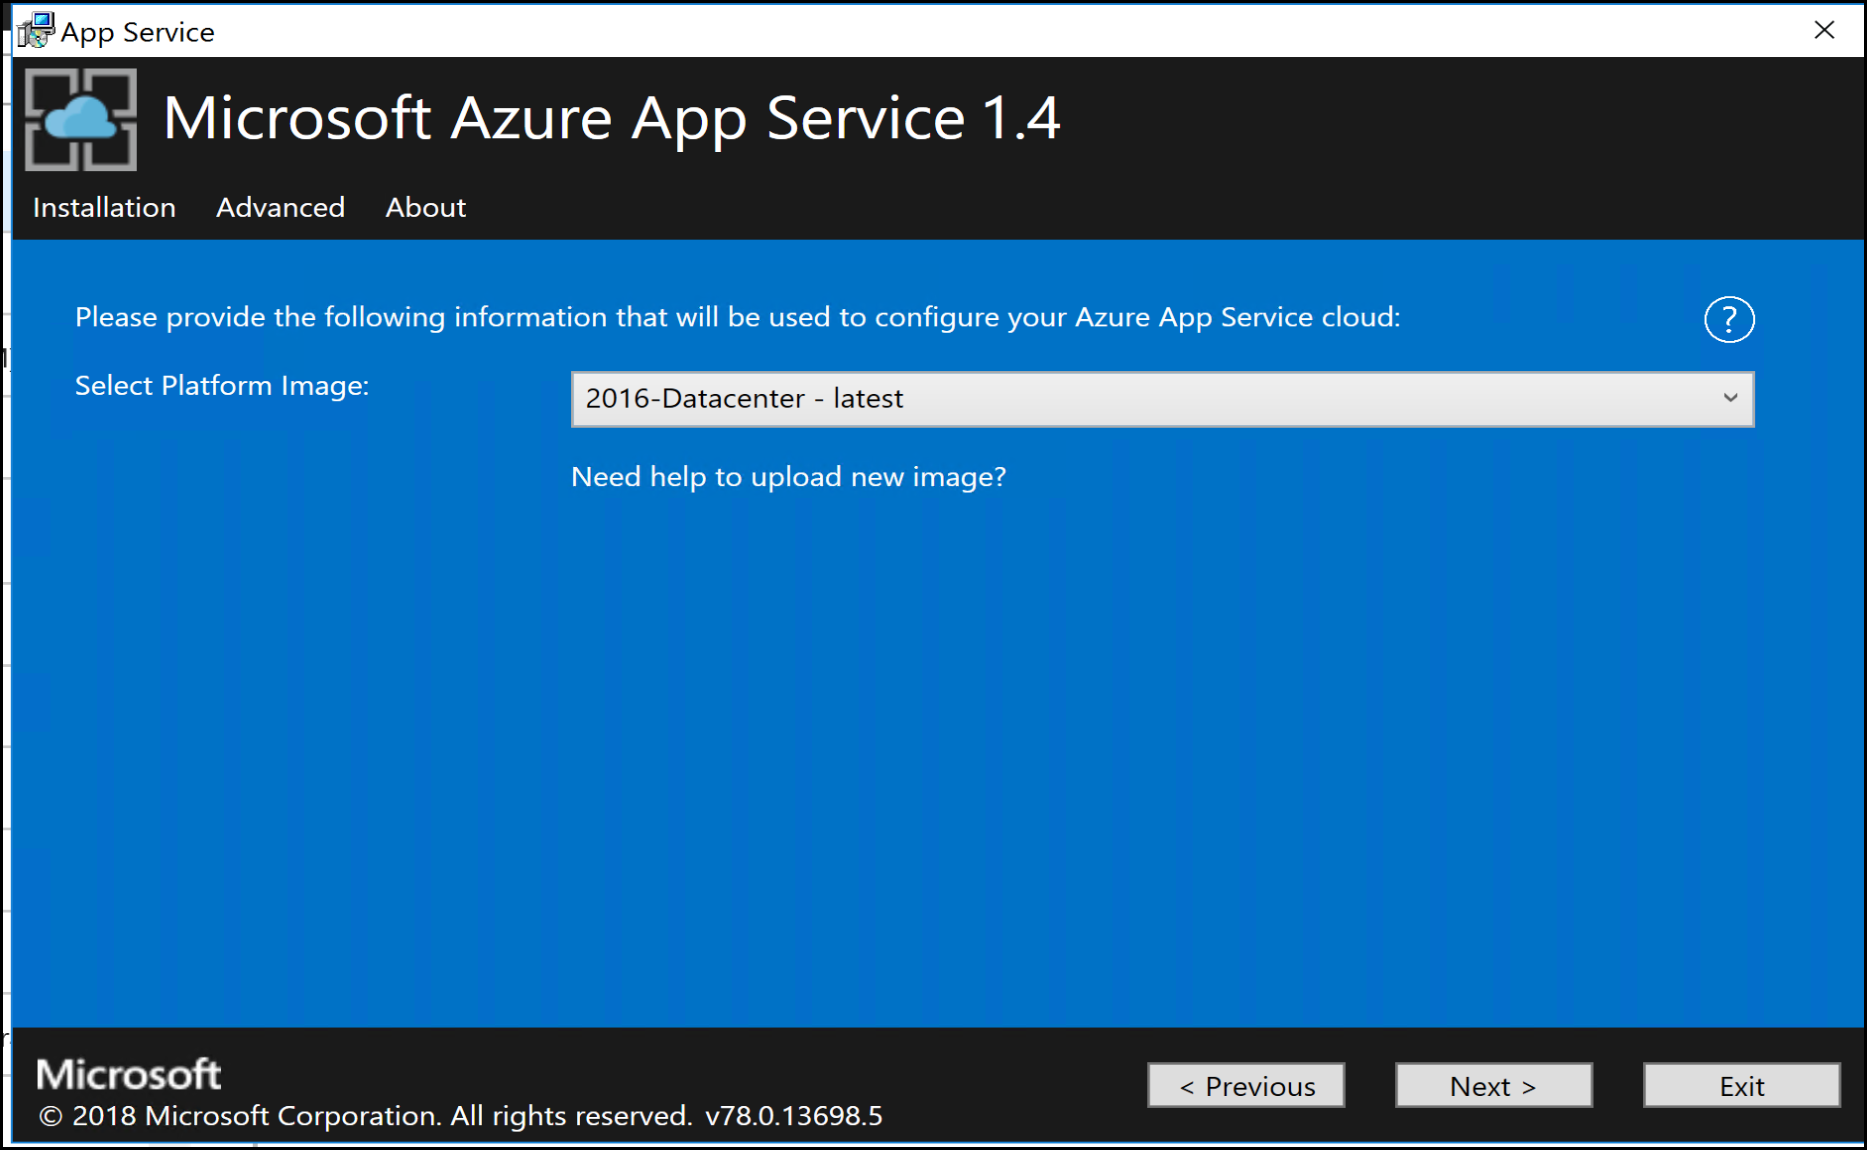 App Service
Microsoft Azure App Service 1.4
Installation Advanced About
Please provide the following information that will be used to configure your Azure App Service cloud:
?
Select Platform Image:
2016-Datacenter - latest
Need help to upload new image?
Microsoft
© 2018 Microsoft Corporation. All rights reserved. v78.0.13698.5
< Previous
Next >
Exit